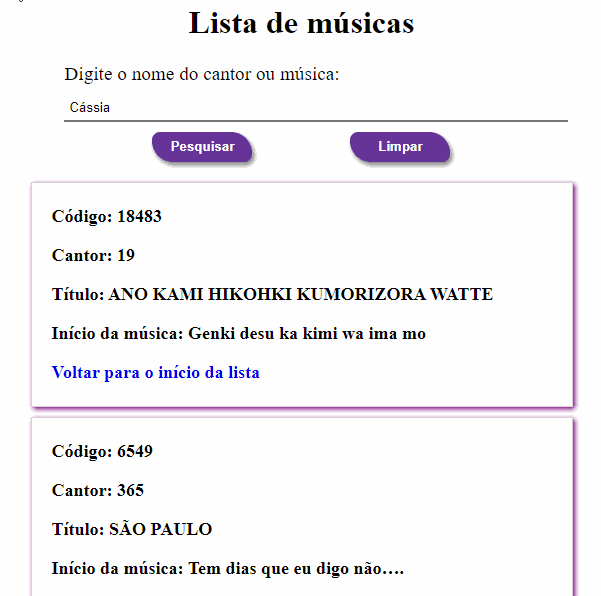 Lista de músicas
Digite o nome do cantor ou música:
Cássia
Pesquisar Limpar
Código: 18483
Cantor: 19
Título: ANO KAMI HIKOHKI KUMORIZORA WATTE
Início da música: Genki desu ka kimi wa ima mo
Voltar para o início da lista
Código: 6549
Cantor: 365
Título: SÃO PAULO
Início da música: Tem dias que eu digo não….